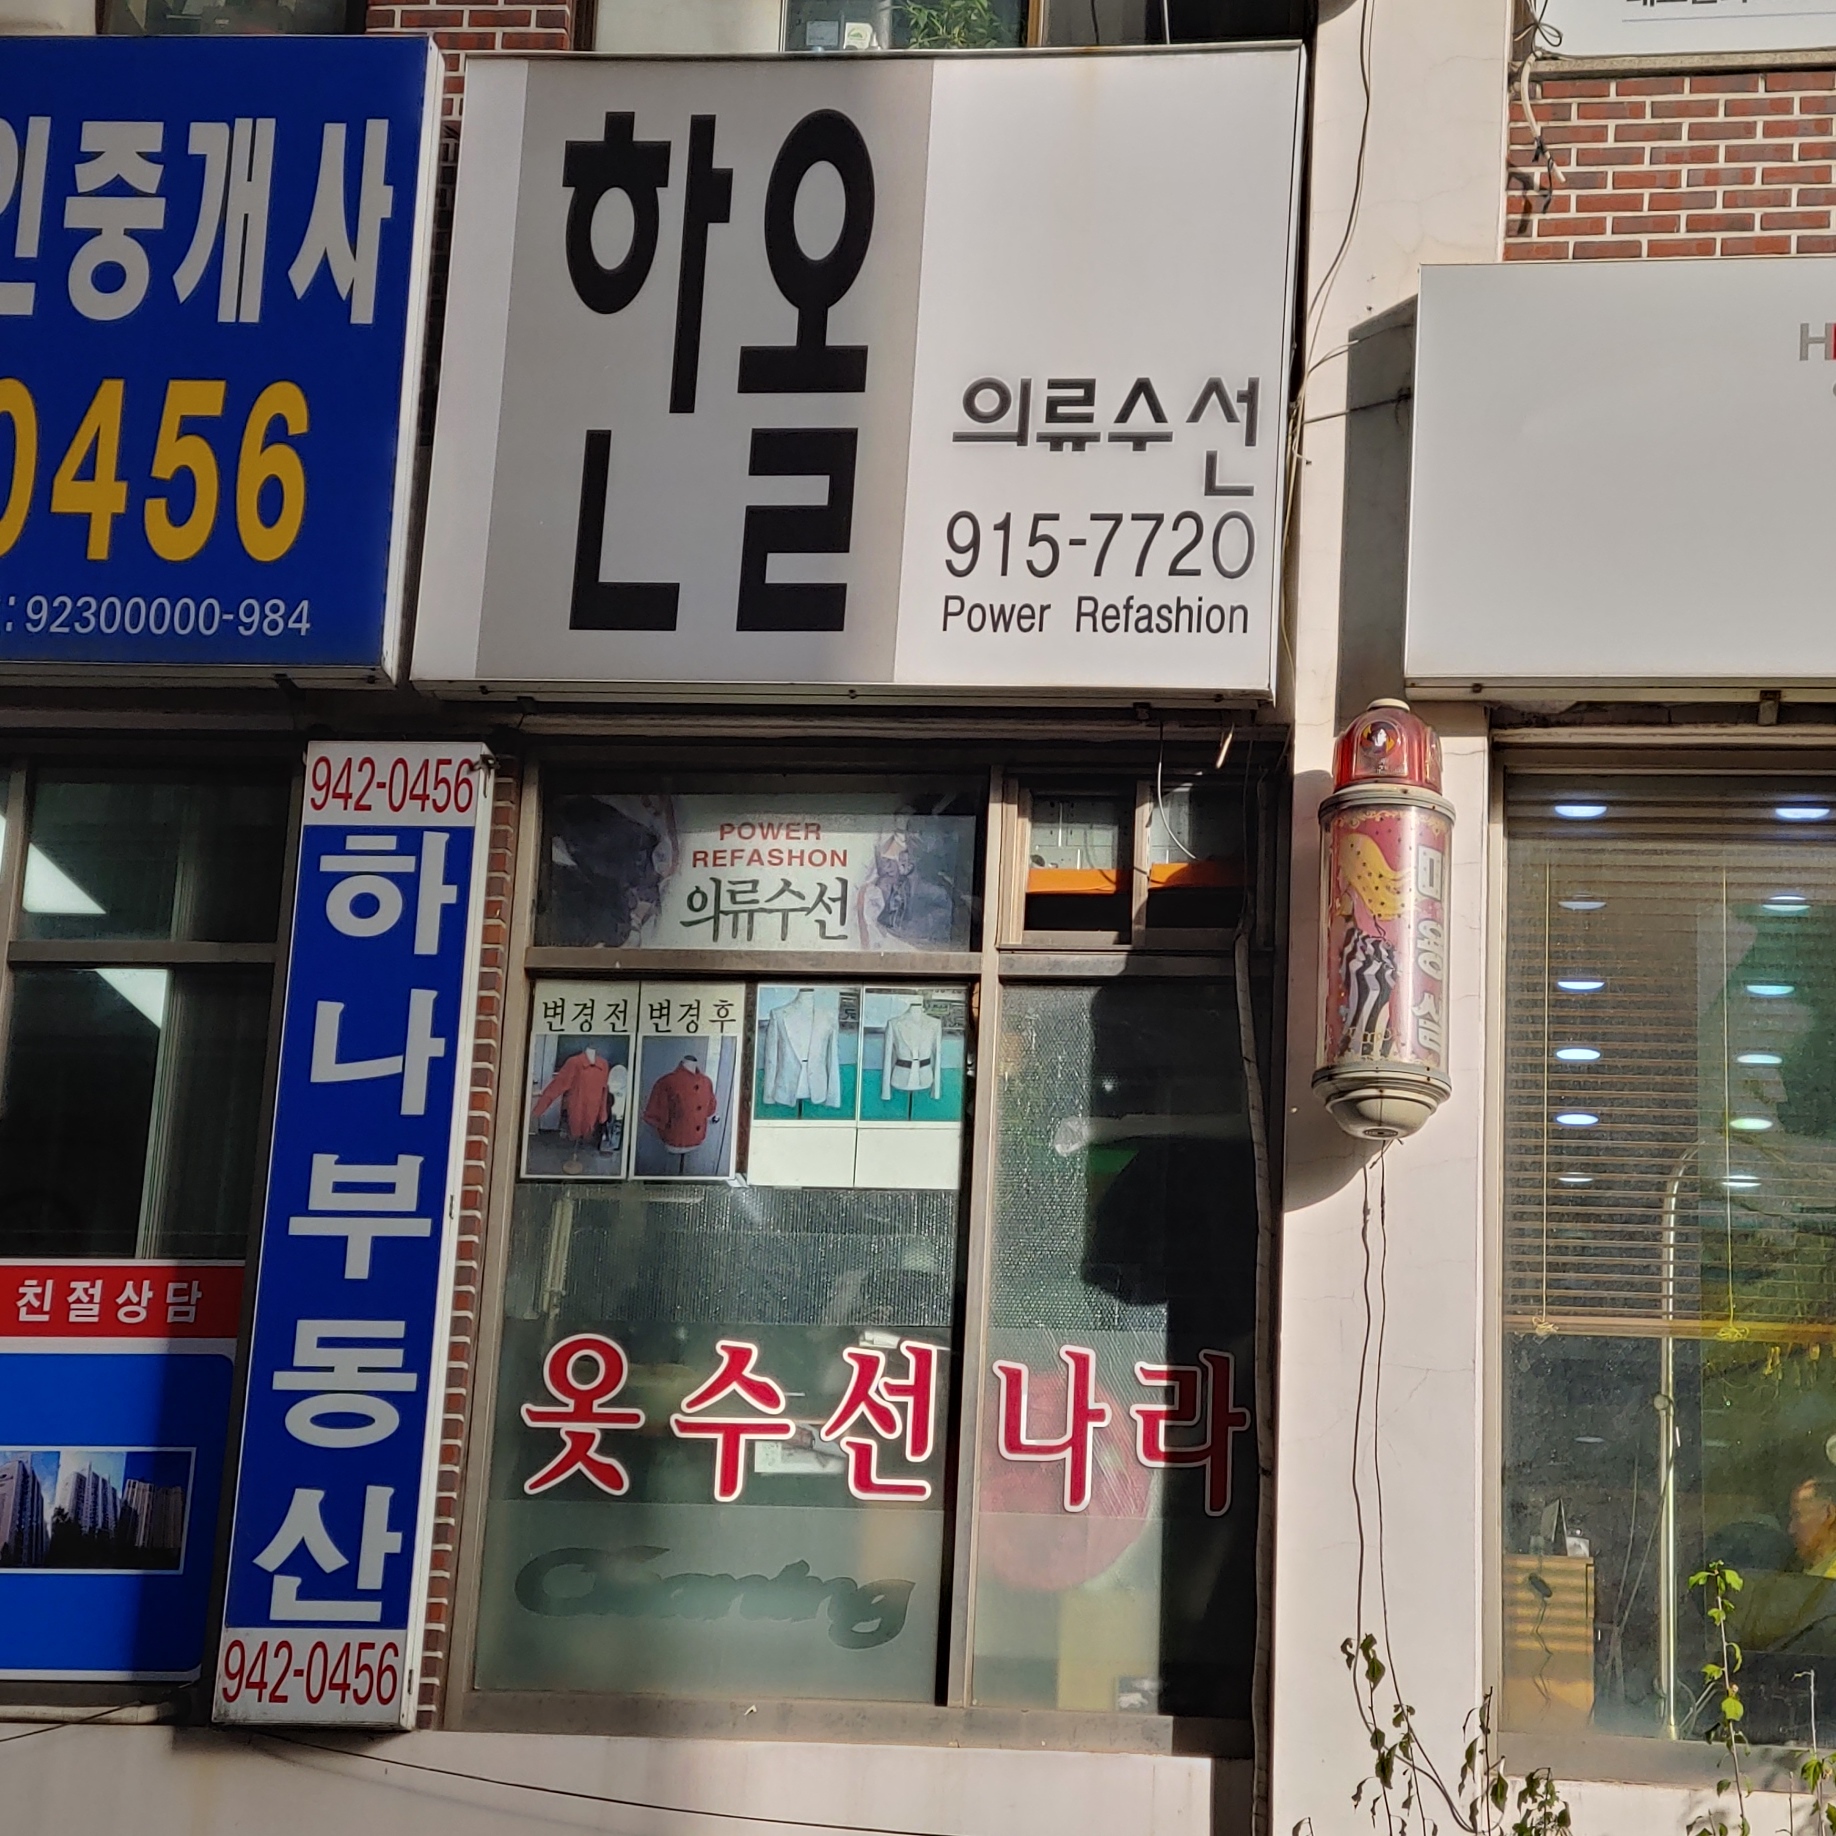 인중개사
0456
: 92300000-984
한올
의류수선
915-7720
Power Refashion
942-0456
하나부동산
942-0456
친절상담
POWER
REFASHON
의류수선
변경전 변경후
옷수선나라
미용실
H